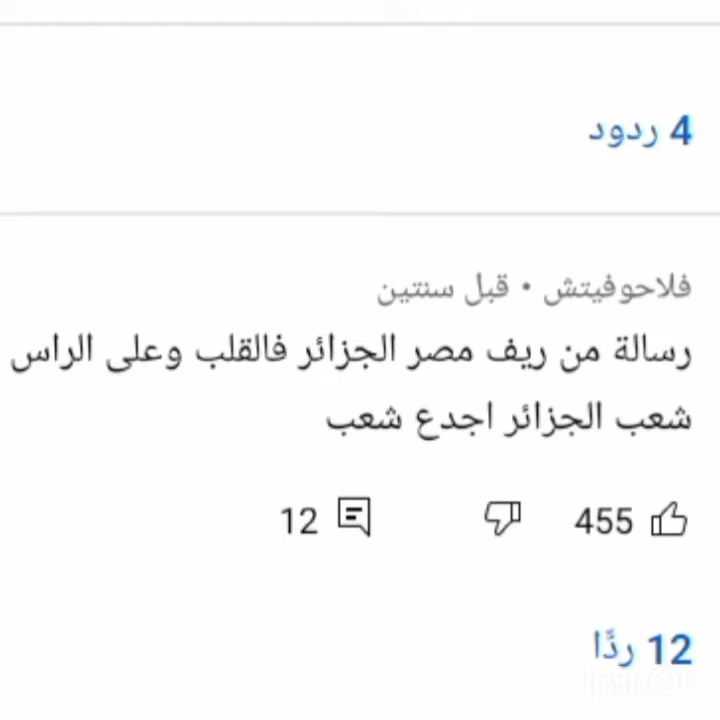 4 ردود
فلاحوفيتش • قبل سنتين
رسالة من ريف مصر الجزائر فالقلب وعلى الراس
شعب الجزائر اجدع شعب
455 12
12 ردًّا